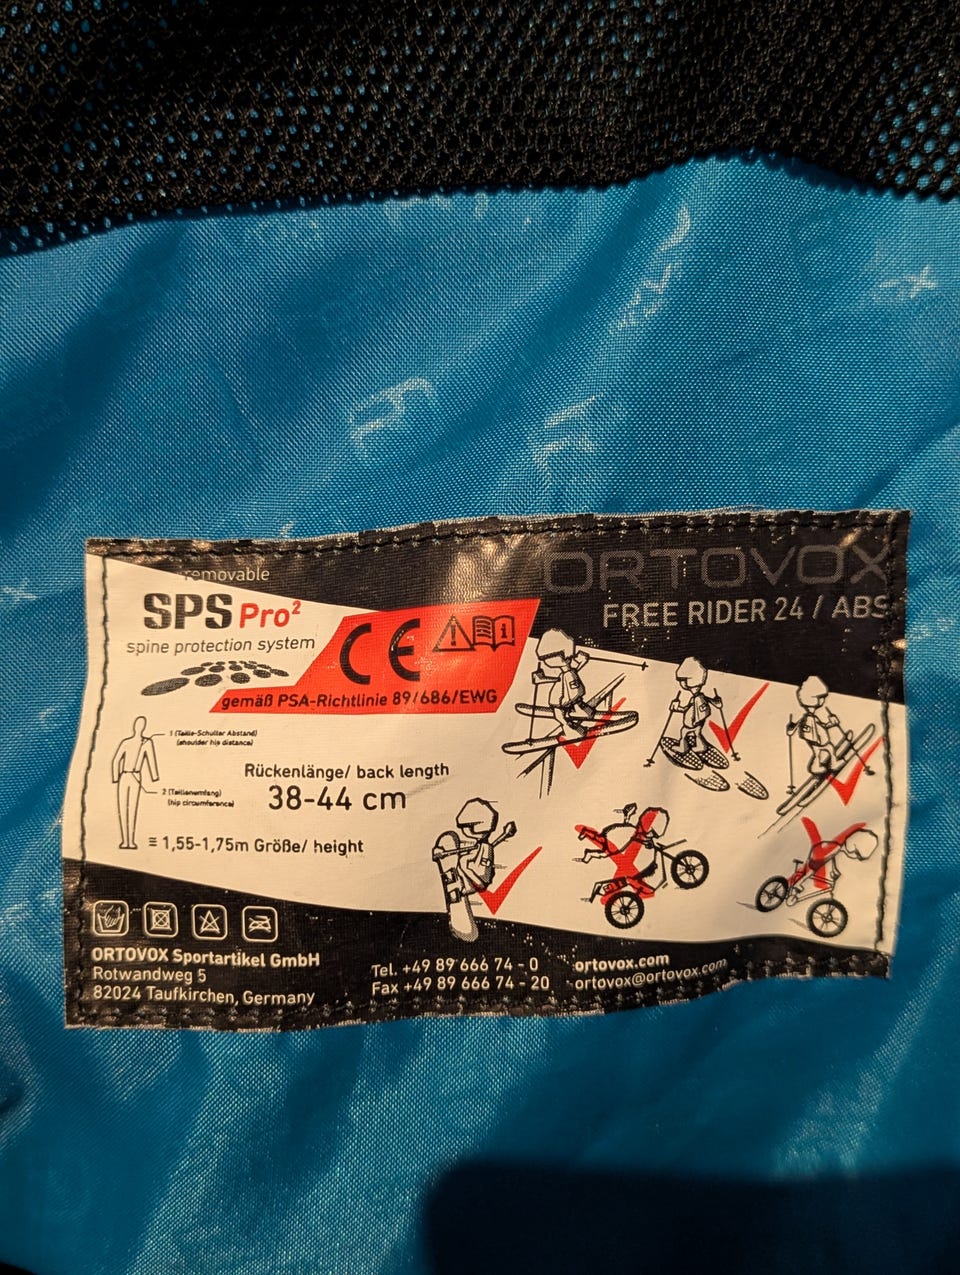 ORTOVOX
FREE RIDER 24 / ABS
removable
SPS Pro²
spine protection system
CE
gemäß PSA-Richtlinie 89/686/EWG
1 (Taille-Schulter Abstand)
(shoulder hip distance)
2 (Taillenumfang)
(hip circumference)
Rückenlänge/ back length
38-44 cm
≅ 1,55-1,75m Größe/ height
ORTOVOX Sportartikel GmbH
Rotwandweg 5
82024 Taufkirchen, Germany
Tel. +49 89 666 74 - 0
Fax +49 89 666 74 - 20
ortovox.com
ortovox@ortovox.com